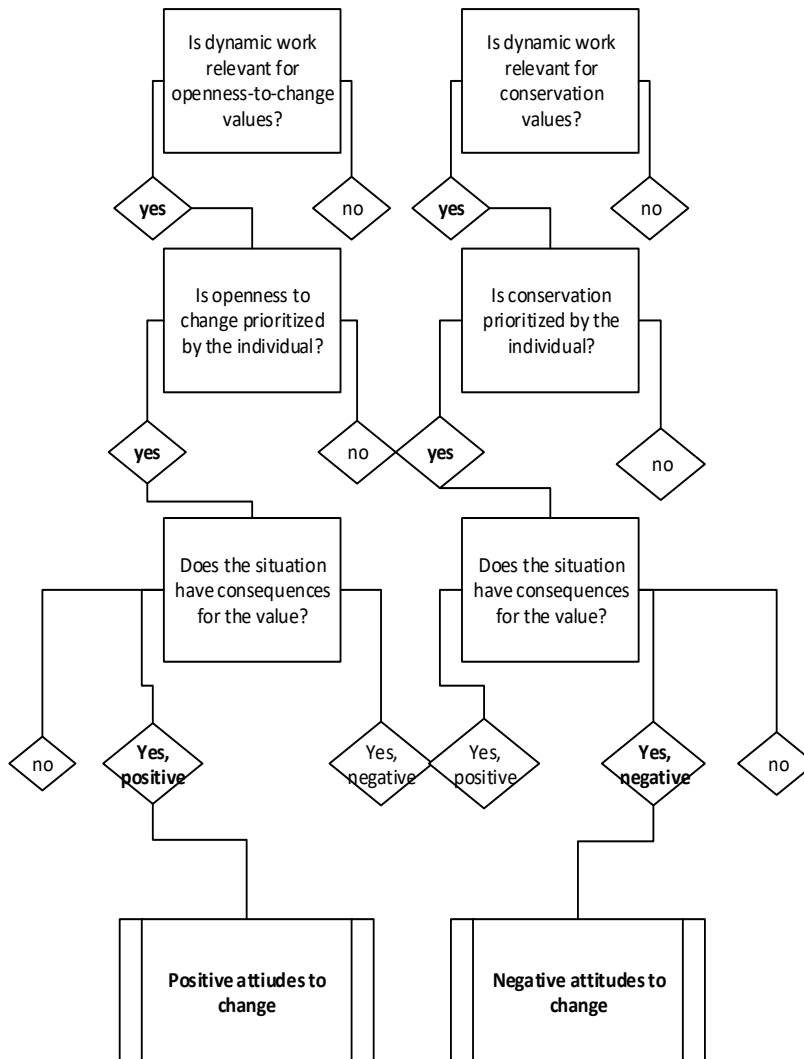 Is dynamic work
relevant for
openness-to-change
values?
Is dynamic work
relevant for
conservation
values?
yes
no
yes
no
Is openness to
change prioritized
by the individual?
Is conservation
prioritized by the
individual?
yes
no
yes
no
Does the situation
have consequences
for the value?
Does the situation
have consequences
for the value?
no
Yes,
positive
Yes,
negative
Yes,
positive
Yes,
negative
no
Positive attiudes to
change
Negative attitudes to
change